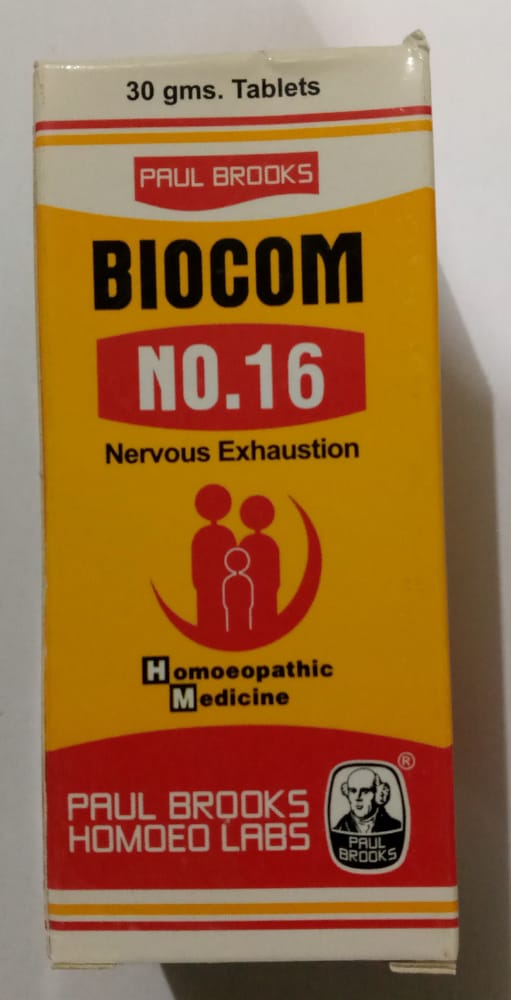 30 gms. Tablets
PAUL BROOKS
BIOCOM
NO.16
Nervous Exhaustion
Homoeopathic
Medicine
PAUL BROOKS
HOMOEO LABS
®
PAUL
BROOKS